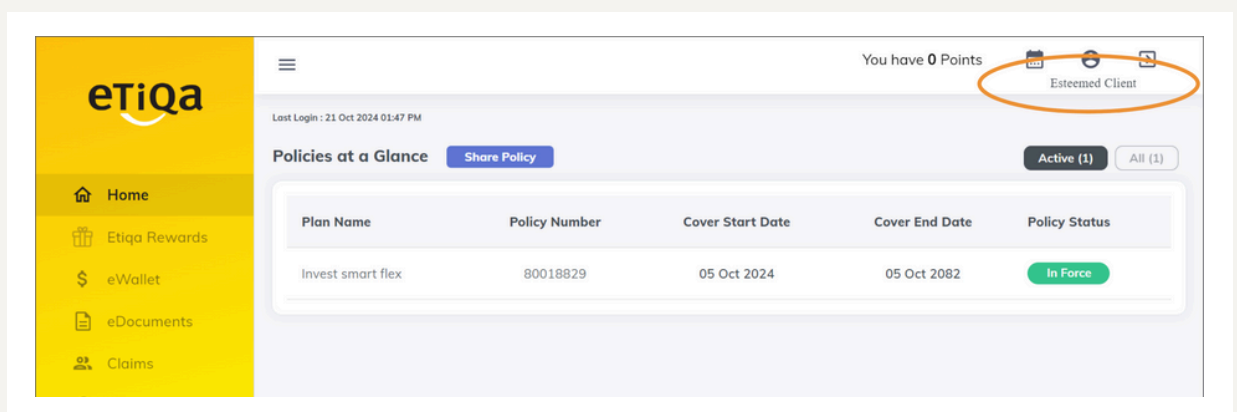 eTiQa
You have 0 Points
Esteemed Client
Last Login : 21 Oct 2024 01:47 PM
Policies at a Glance Share Policy Active (1) All (1)
Home
Etiqa Rewards
$ eWallet
eDocuments
Claims
Plan Name Policy Number Cover Start Date Cover End Date Policy Status
Invest smart flex 80018829 05 Oct 2024 05 Oct 2082 In Force